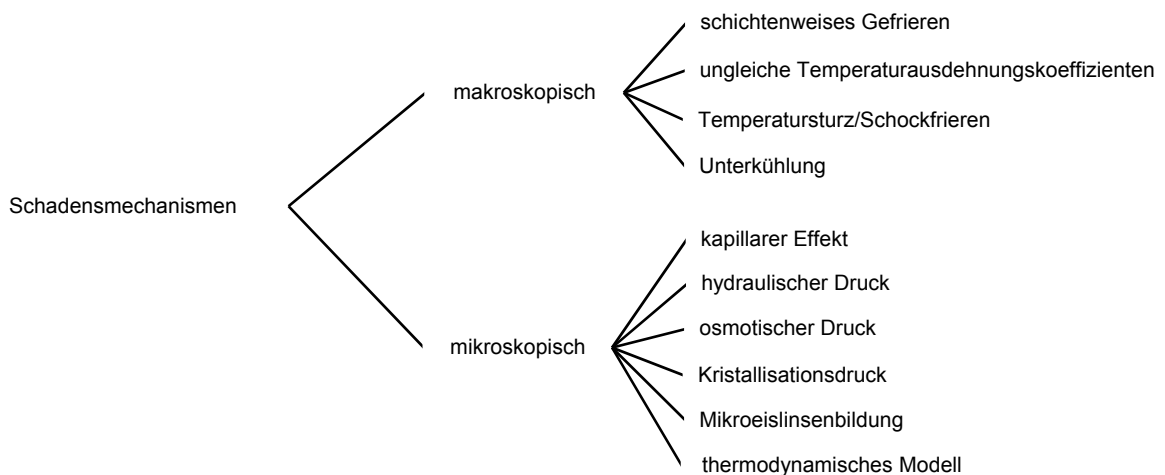 schichtenweises Gefrieren
ungleiche Temperaturausdehnungskoeffizienten
makroskopisch
Temperatursturz/Schockfrieren
Unterkühlung
Schadensmechanismen
kapillarer Effekt
hydraulischer Druck
osmotischer Druck
mikroskopisch
Kristallisationsdruck
Mikroeislinsenbildung
thermodynamisches Modell